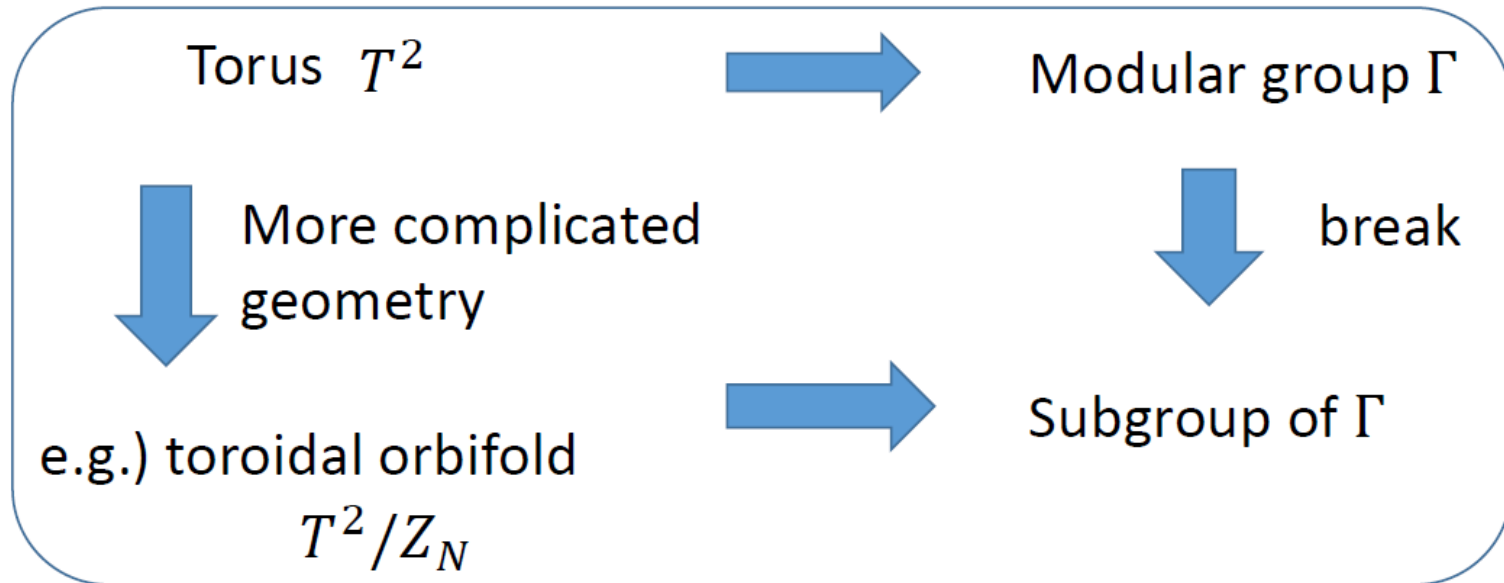 Torus T²
Modular group Γ
More complicated
geometry
break
e.g.) toroidal orbifold
T²/Z_N
Subgroup of Γ